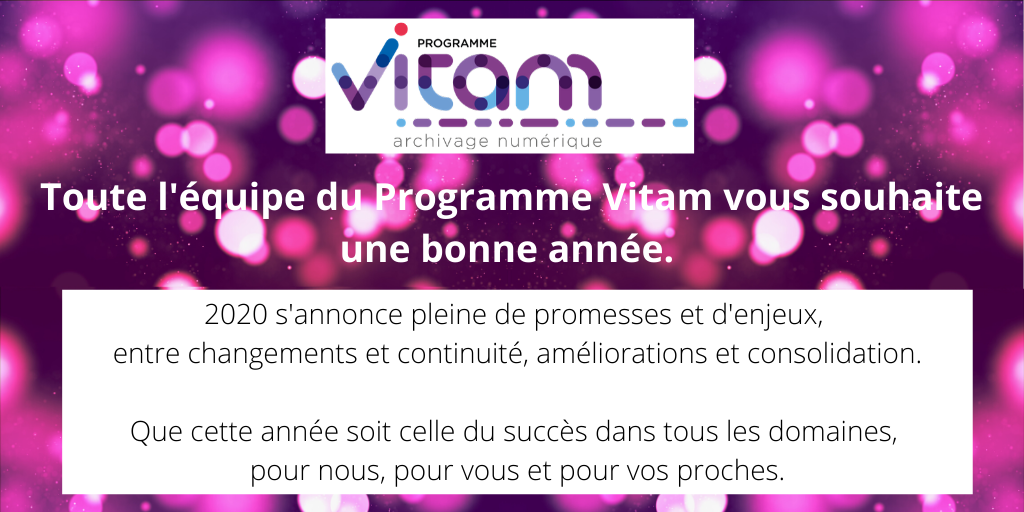 PROGRAMME
vitam
archivage numérique
Toute l'équipe du Programme Vitam vous souhaite
une bonne année.
2020 s'annonce pleine de promesses et d'enjeux,
entre changements et continuité, améliorations et consolidation.
Que cette année soit celle du succès dans tous les domaines,
pour nous, pour vous et pour vos proches.